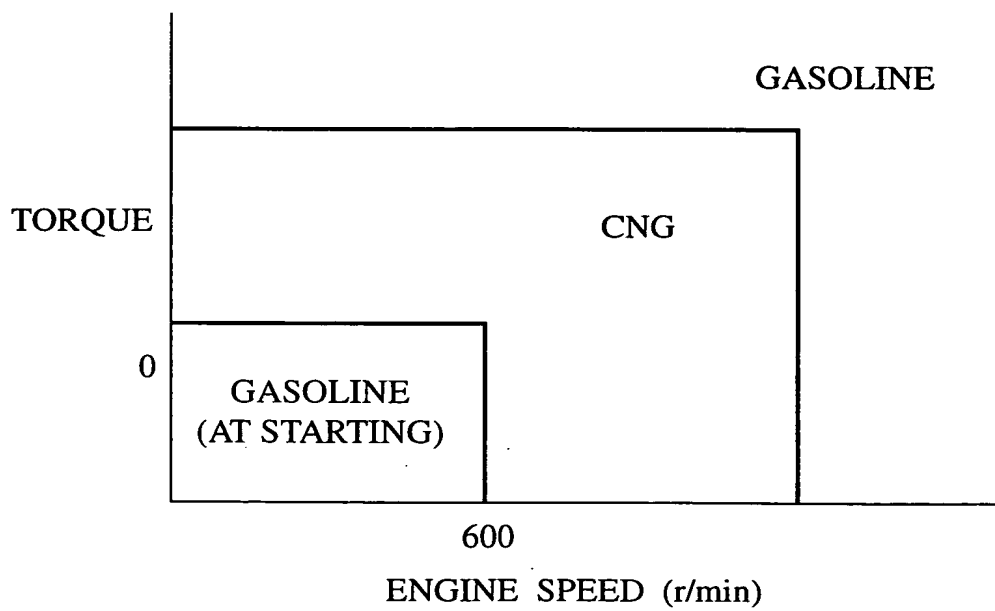 GASOLINE
TORQUE
CNG
0
GASOLINE
(AT STARTING)
600
ENGINE SPEED (r/min)